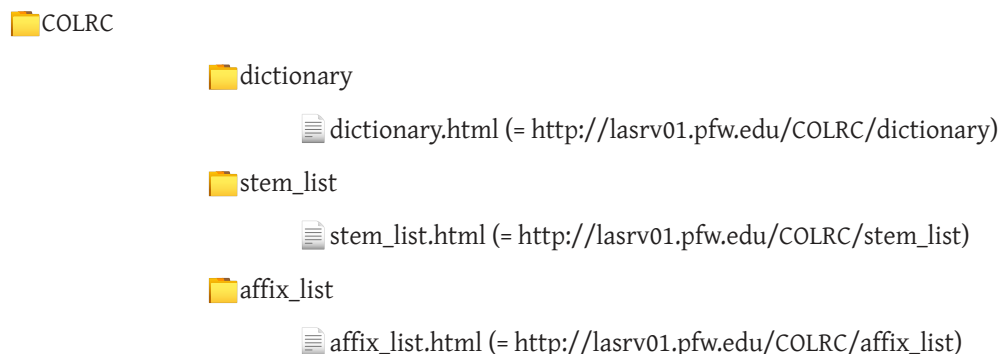 COLRC
dictionary
dictionary.html (= http://lasrv01.pfw.edu/COLRC/dictionary)
stem_list
stem_list.html (= http://lasrv01.pfw.edu/COLRC/stem_list)
affix_list
affix_list.html (= http://lasrv01.pfw.edu/COLRC/affix_list)